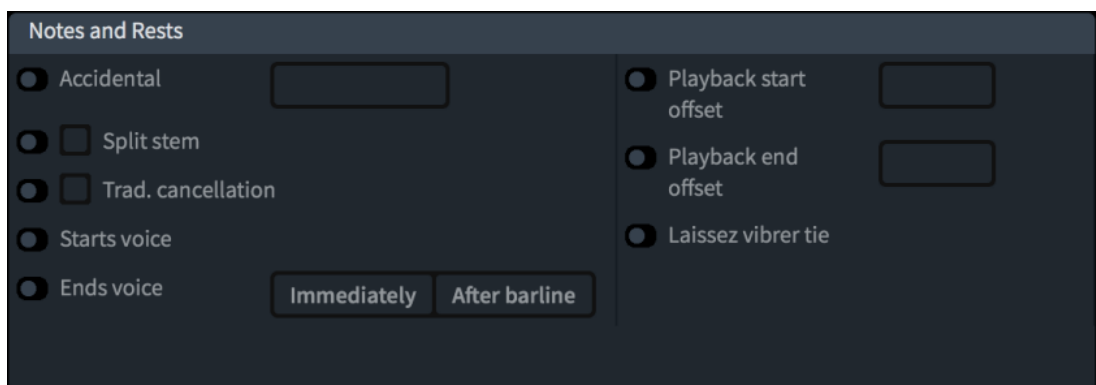 Notes and Rests
Accidental
Split stem
Trad. cancellation
Starts voice
Ends voice
Immediately
After barline
Playback start
offset
Playback end
offset
Laissez vibrer tie